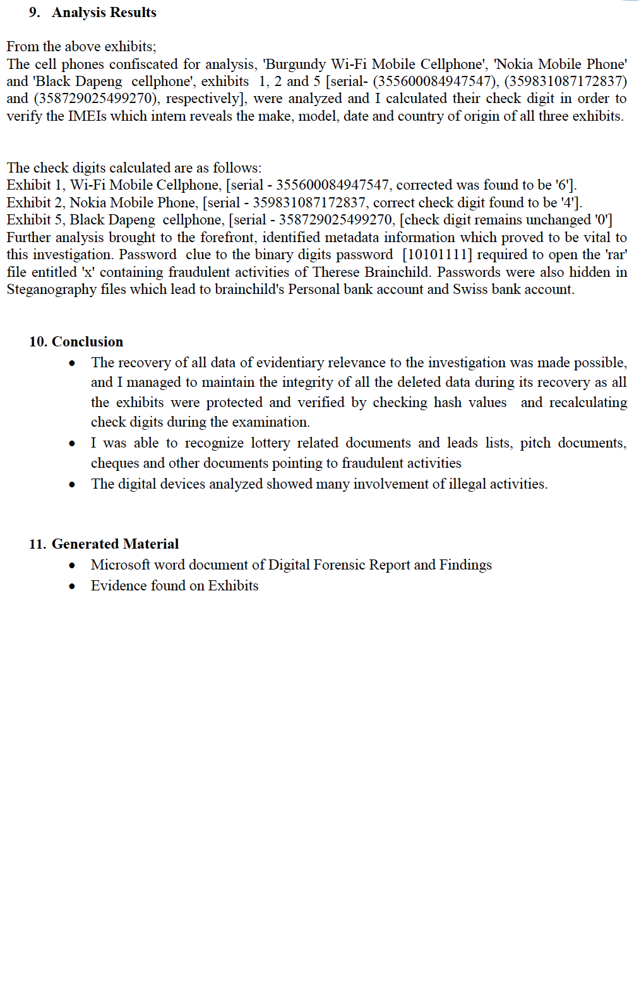 9. Analysis Results
From the above exhibits;
The cell phones confiscated for analysis, 'Burgundy Wi-Fi Mobile Cellphone', 'Nokia Mobile Phone'
and 'Black Dapeng cellphone', exhibits 1, 2 and 5 [serial- (355600084947547), (359831087172837)
and (358729025499270), respectively], were analyzed and I calculated their check digit in order to
verify the IMEIs which intern reveals the make, model, date and country of origin of all three exhibits.
The check digits calculated are as follows:
Exhibit 1, Wi-Fi Mobile Cellphone, [serial - 355600084947547, corrected was found to be '6'].
Exhibit 2, Nokia Mobile Phone, [serial - 359831087172837, correct check digit found to be '4'].
Exhibit 5, Black Dapeng cellphone, [serial - 358729025499270, [check digit remains unchanged '0']
Further analysis brought to the forefront, identified metadata information which proved to be vital to
this investigation. Password clue to the binary digits password [10101111] required to open the 'rar'
file entitled 'x' containing fraudulent activities of Therese Brainchild. Passwords were also hidden in
Steganography files which lead to brainchild's Personal bank account and Swiss bank account.
10. Conclusion
• The recovery of all data of evidentiary relevance to the investigation was made possible,
and I managed to maintain the integrity of all the deleted data during its recovery as all
the exhibits were protected and verified by checking hash values and recalculating
check digits during the examination.
• I was able to recognize lottery related documents and leads lists, pitch documents,
cheques and other documents pointing to fraudulent activities
• The digital devices analyzed showed many involvement of illegal activities.
11. Generated Material
• Microsoft word document of Digital Forensic Report and Findings
• Evidence found on Exhibits